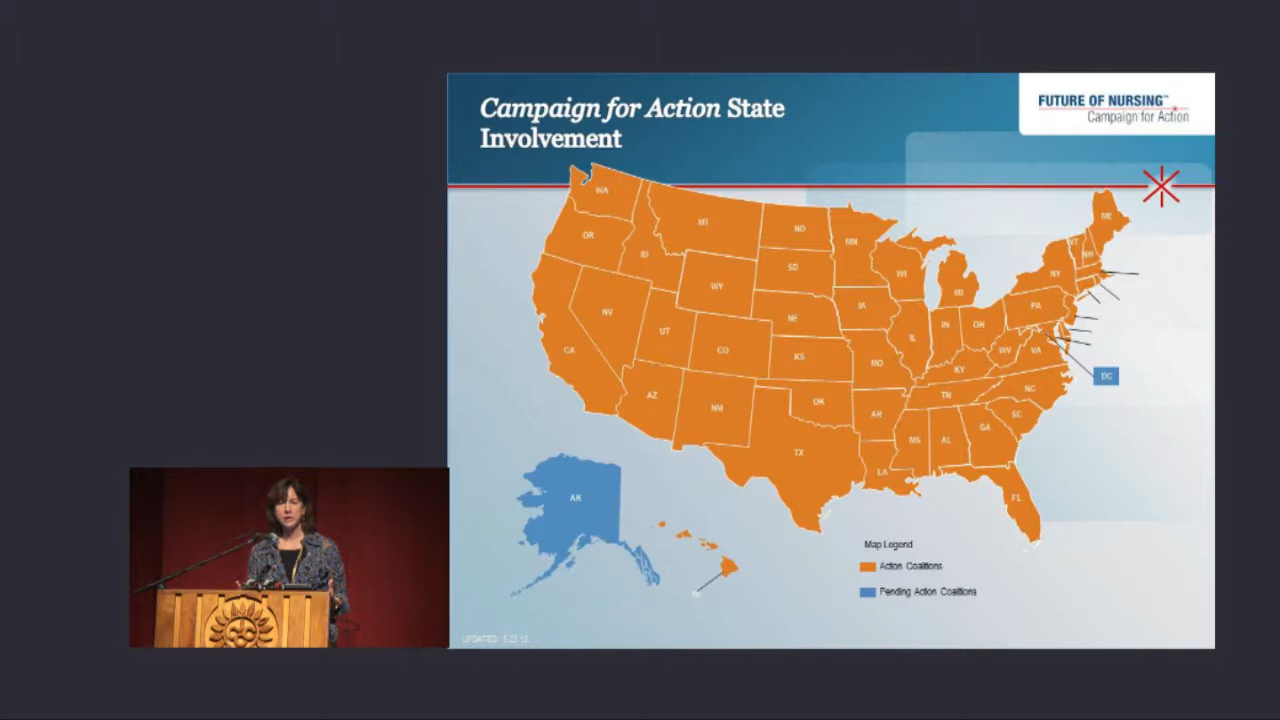 Campaign for Action State
Involvement
FUTURE OF NURSING™
Campaign for Action
WA
OR
CA
NV
ID
MT
WY
UT
CO
AZ
NM
ND
SD
NE
KS
OK
TX
MN
IA
MO
AR
LA
WI
IL
MI
IN
OH
KY
TN
MS
AL
GA
FL
SC
NC
VA
WV
PA
NY
VT
NH
ME
DC
AK
Map Legend
Action Coalitions
Pending Action Coalitions